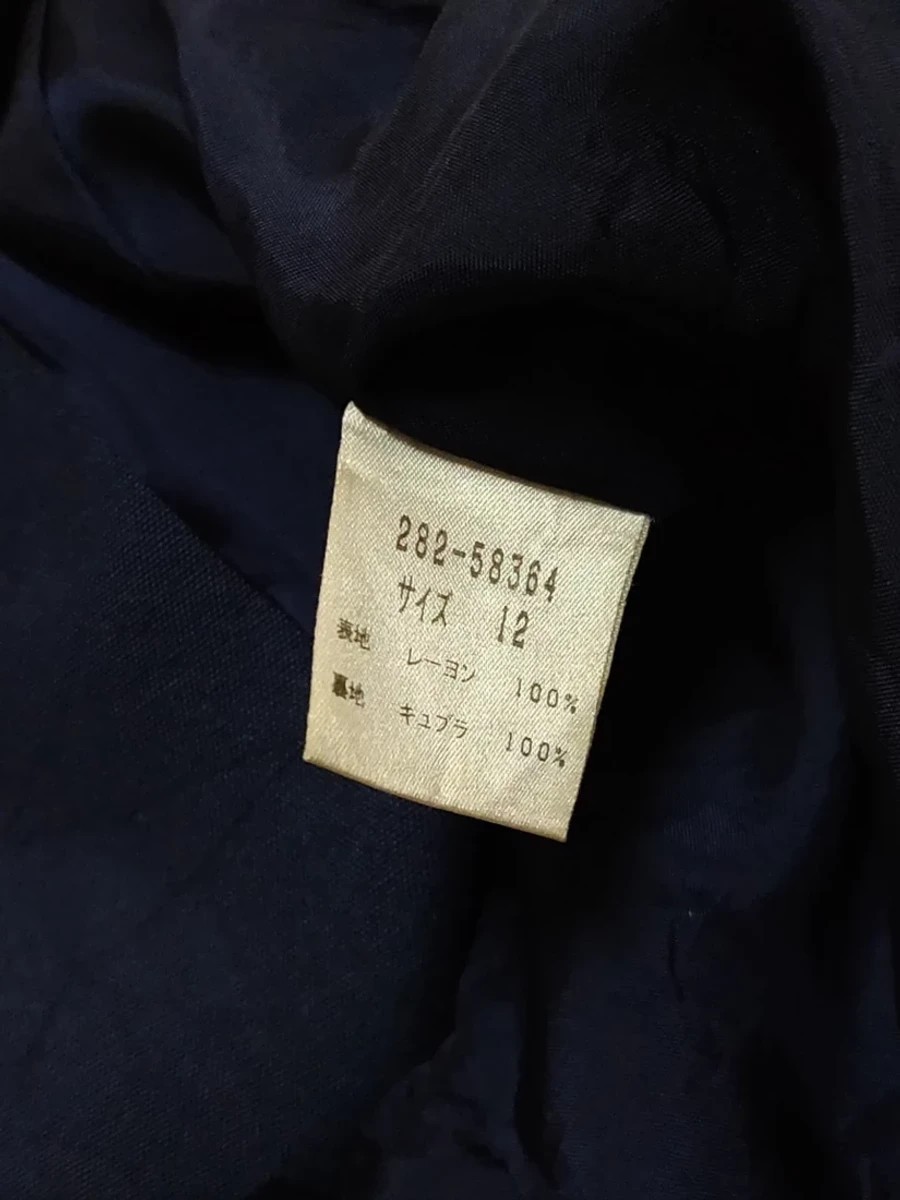 282-58364
サイズ 12
表地 レーヨン 100%
裏地 キュプラ 100%